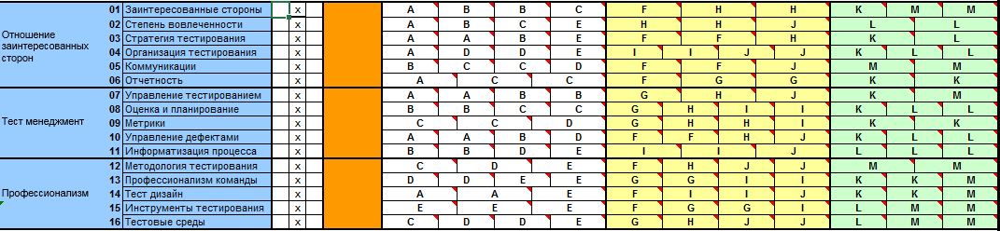 01 Заинтересованные стороны x A B B C F H H K M M
02 Степень вовлеченности x A B C E H H J L L
Отношение заинтересованных сторон
03 Стратегия тестирования x A A B E F F H K L
04 Организация тестирования x A D D E I I J J K L L
05 Коммуникации x B C C D F F J M M
06 Отчетность x A C C F G G K K
07 Управление тестированием x A A B B G H J K M
08 Оценка и планирование x B B C C G H I I K L L
Тест менеджмент
09 Метрики x C C D G H H I K K
10 Управление дефектами x A A B D F F H J K L L
11 Информатизация процесса x B B D E I I J L L L
12 Методология тестирования x C D E F H J J M M
13 Профессионализм команды x D D E E G G I I K K M
Профессионализм
14 Тест дизайн x A A E F I I J K K M
15 Инструменты тестирования x E E E F G G I L M M
16 Тестовые среды x C D D E G H J J L M M